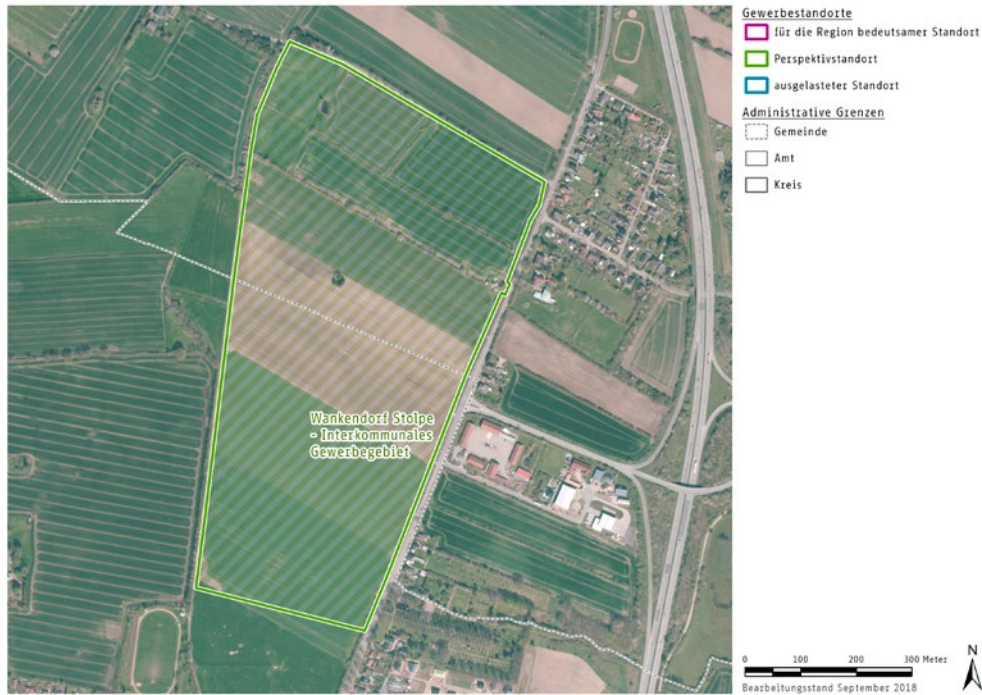 Gewerbestandorte
für die Region bedeutsamer Standort
Perspektivstandort
ausgelasteter Standort
Administrative Grenzen
Gemeinde
Amt
Kreis
Wankendorf Stolpe
- Interkommunales
Gewerbegebiet
0 100 200 300 Meter
N
Bearbeitungsstand September 2018